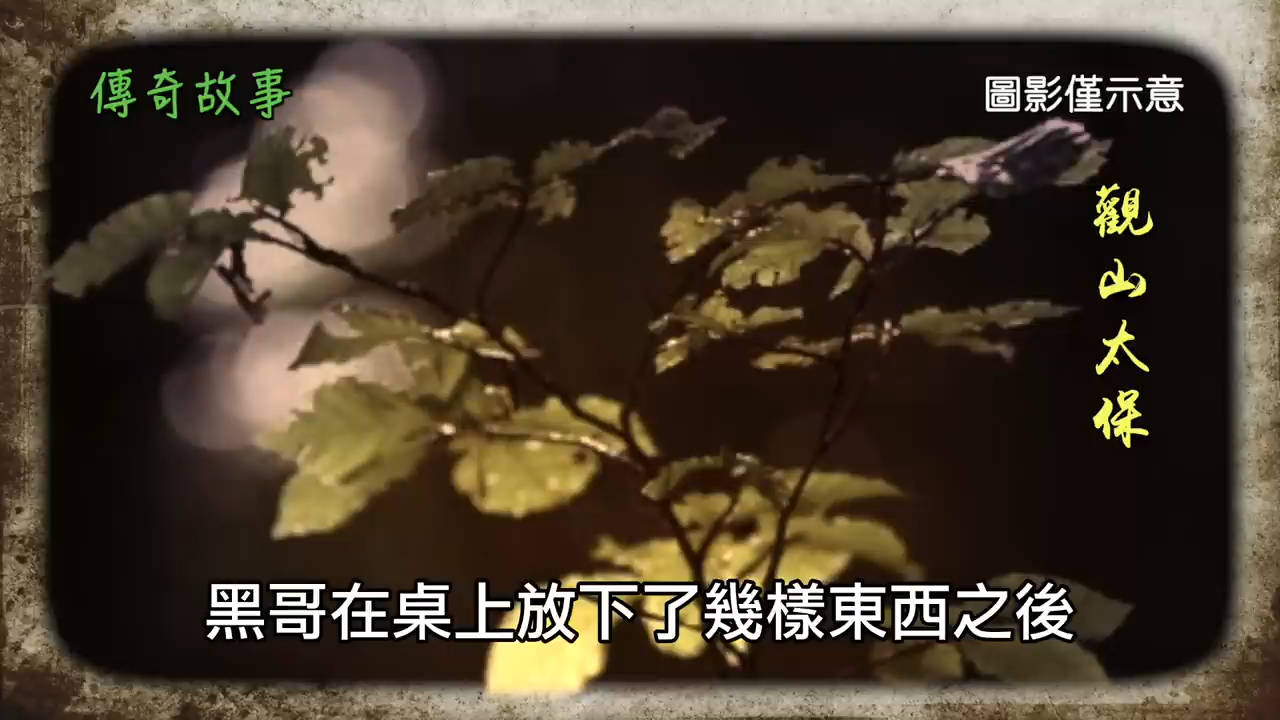 傳奇故事
圖影僅示意
觀山太保
黑哥在桌上放下了幾樣東西之後